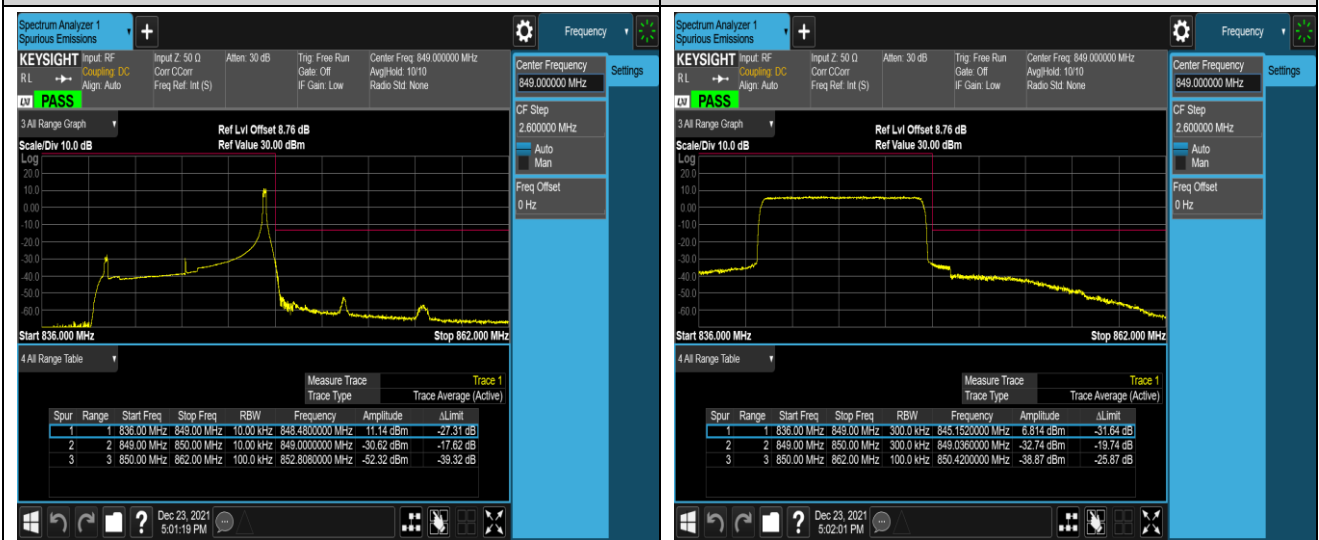 Spectrum Analyzer 1
Spurious Emissions
Frequency
KEYSIGHT
RL
Input: RF
Coupling: DC
Align: Auto
Input Z: 50 Ω
Corr CCorr
Freq Ref: Int (S)
Atten: 30 dB
Trig: Free Run
Gate: Off
IF Gain: Low
Center Freq: 849.000000 MHz
Avg|Hold: 10/10
Radio Std: None
LXI PASS
Center Frequency
849.000000 MHz
Settings
CF Step
2.600000 MHz
Auto
Man
Freq Offset
0 Hz
3 All Range Graph
Ref Lvl Offset 8.76 dB
Scale/Div 10.0 dB
Ref Value 30.00 dBm
Log
20.0
10.0
0.00
-10.0
-20.0
-30.0
-40.0
-50.0
-60.0
Start 836.000 MHz
Stop 862.000 MHz
4 All Range Table
Measure Trace Trace 1
Trace Type Trace Average (Active)
Spur Range Start Freq Stop Freq RBW Frequency Amplitude ΔLimit
1 1 836.00 MHz 849.00 MHz 10.00 kHz 848.4800000 MHz 11.14 dBm -27.31 dB
2 2 849.00 MHz 850.00 MHz 10.00 kHz 849.0000000 MHz -30.62 dBm -17.62 dB
3 3 850.00 MHz 862.00 MHz 100.0 kHz 852.8080000 MHz -52.32 dBm -39.32 dB
Dec 23, 2021
5:01:19 PM
Spectrum Analyzer 1
Spurious Emissions
Frequency
KEYSIGHT
RL
Input: RF
Coupling: DC
Align: Auto
Input Z: 50 Ω
Corr CCorr
Freq Ref: Int (S)
Atten: 30 dB
Trig: Free Run
Gate: Off
IF Gain: Low
Center Freq: 849.000000 MHz
Avg|Hold: 10/10
Radio Std: None
LXI PASS
Center Frequency
849.000000 MHz
Settings
CF Step
2.600000 MHz
Auto
Man
Freq Offset
0 Hz
3 All Range Graph
Ref Lvl Offset 8.76 dB
Scale/Div 10.0 dB
Ref Value 30.00 dBm
Log
20.0
10.0
0.00
-10.0
-20.0
-30.0
-40.0
-50.0
-60.0
Start 836.000 MHz
Stop 862.000 MHz
4 All Range Table
Measure Trace Trace 1
Trace Type Trace Average (Active)
Spur Range Start Freq Stop Freq RBW Frequency Amplitude ΔLimit
1 1 836.00 MHz 849.00 MHz 300.0 kHz 845.1520000 MHz 6.814 dBm -31.64 dB
2 2 849.00 MHz 850.00 MHz 300.0 kHz 849.0360000 MHz -32.74 dBm -19.74 dB
3 3 850.00 MHz 862.00 MHz 100.0 kHz 850.4200000 MHz -38.87 dBm -25.87 dB
Dec 23, 2021
5:02:01 PM